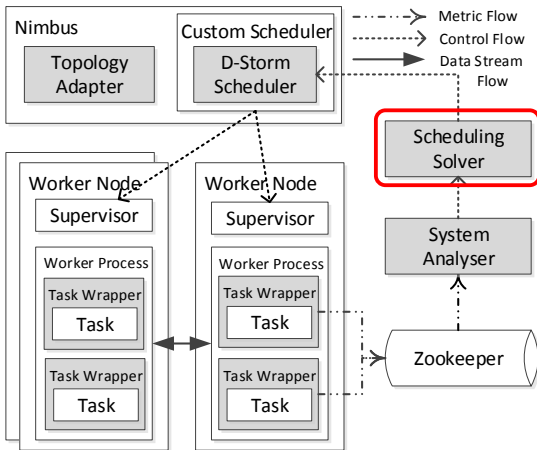 Nimbus
Topology
Adapter
Custom Scheduler
D-Storm
Scheduler
Metric Flow
Control Flow
Data Stream
Flow
Scheduling
Solver
System
Analyser
Zookeeper
Worker Node
Supervisor
Worker Process
Task Wrapper
Task
Task Wrapper
Task
Worker Node
Supervisor
Worker Process
Task Wrapper
Task
Task Wrapper
Task